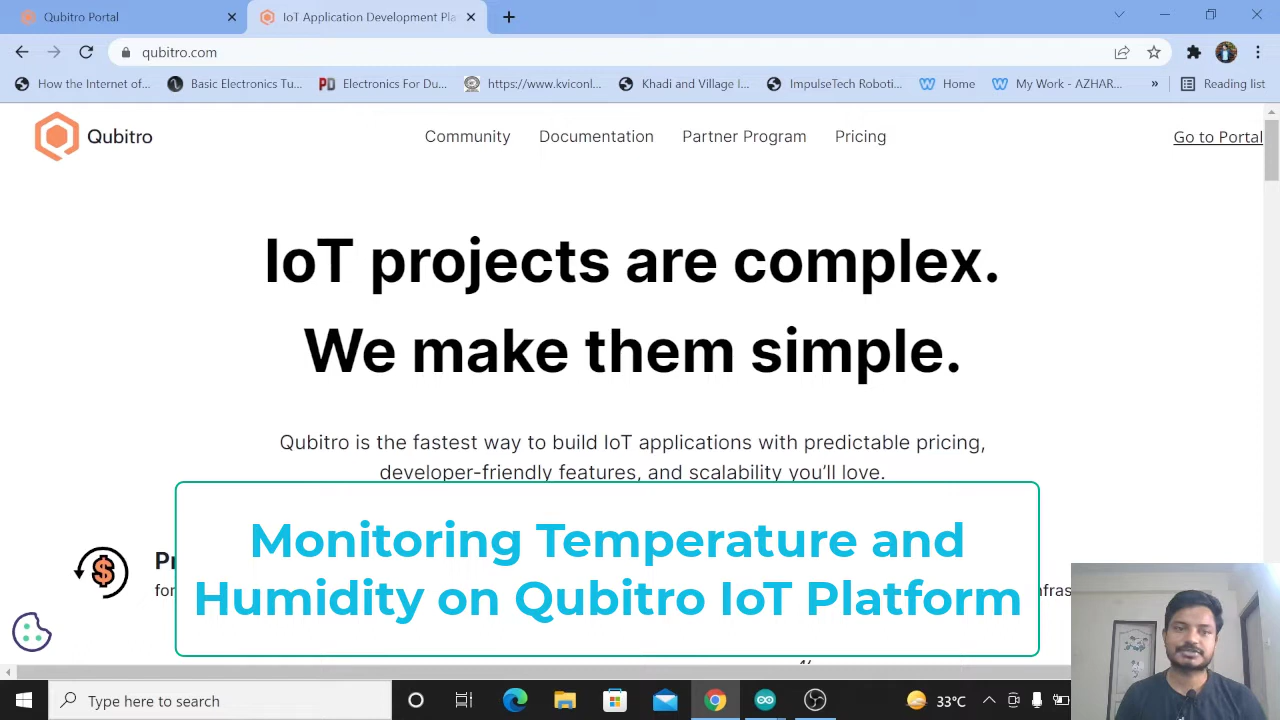 Qubitro Portal
IoT Application Development Pla
qubitro.com
How the Internet of...
Basic Electronics Tu...
Electronics For Du...
https://www.kviconl...
Khadi and Village I...
ImpulseTech Roboti...
Home
My Work - AZHAR...
»
Reading list
Qubitro
Community
Documentation
Partner Program
Pricing
Go to Portal
IoT projects are complex.
We make them simple.
Qubitro is the fastest way to build IoT applications with predictable pricing,
developer-friendly features, and scalability you'll love.
Monitoring Temperature and
Humidity on Qubitro IoT Platform
Type here to search
33°C